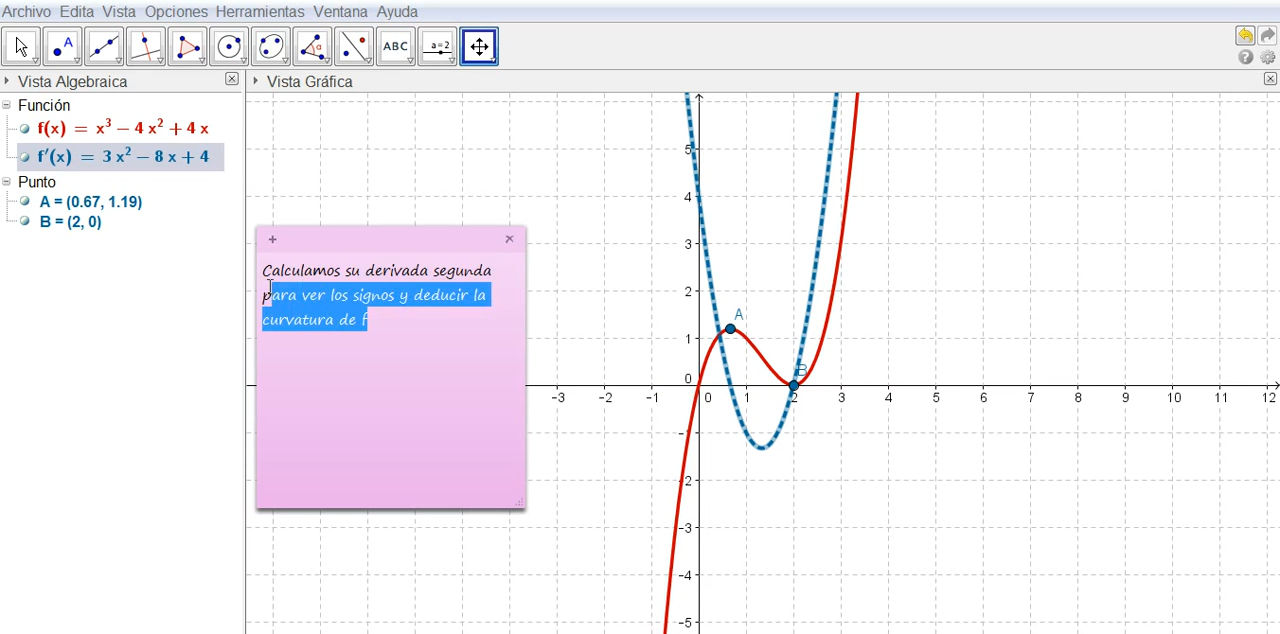 Archivo Edita Vista Opciones Herramientas Ventana Ayuda
A
α
ABC
a=2
Vista Algebraica
Vista Gráfica
Función
f(x) = x³ − 4 x² + 4 x
f'(x) = 3 x² − 8 x + 4
Punto
A = (0.67, 1.19)
B = (2, 0)
Calculamos su derivada segunda
para ver los signos y deducir la
curvatura de f
A
B
5
4
3
2
1
0
-1
-2
-3
-4
-5
-3 -2 -1 0 1 2 3 4 5 6 7 8 9 10 11 12